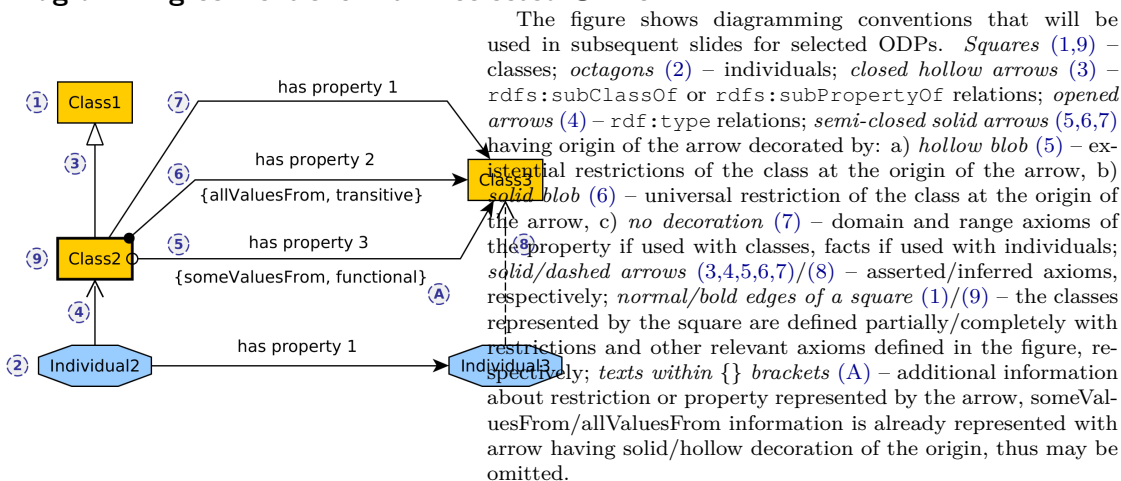 1
Class1
7
has property 1
3
has property 2
6
{allValuesFrom, transitive}
Class3
9
Class2
5
has property 3
{someValuesFrom, functional}
8
A
4
has property 1
2
Individual2
Individual3
The figure shows diagramming conventions that will be
used in subsequent slides for selected ODPs. Squares (1,9) –
classes; octagons (2) – individuals; closed hollow arrows (3) –
rdfs:subClassOf or rdfs:subPropertyOf relations; opened
arrows (4) – rdf:type relations; semi-closed solid arrows (5,6,7)
having origin of the arrow decorated by: a) hollow blob (5) – ex-
istential restrictions of the class at the origin of the arrow, b)
solid blob (6) – universal restriction of the class at the origin of
the arrow, c) no decoration (7) – domain and range axioms of
the property if used with classes, facts if used with individuals;
solid/dashed arrows (3,4,5,6,7)/(8) – asserted/inferred axioms,
respectively; normal/bold edges of a square (1)/(9) – the classes
represented by the square are defined partially/completely with
restrictions and other relevant axioms defined in the figure, re-
spectively; texts within {} brackets (A) – additional information
about restriction or property represented by the arrow, someVal-
uesFrom/allValuesFrom information is already represented with
arrow having solid/hollow decoration of the origin, thus may be
omitted.